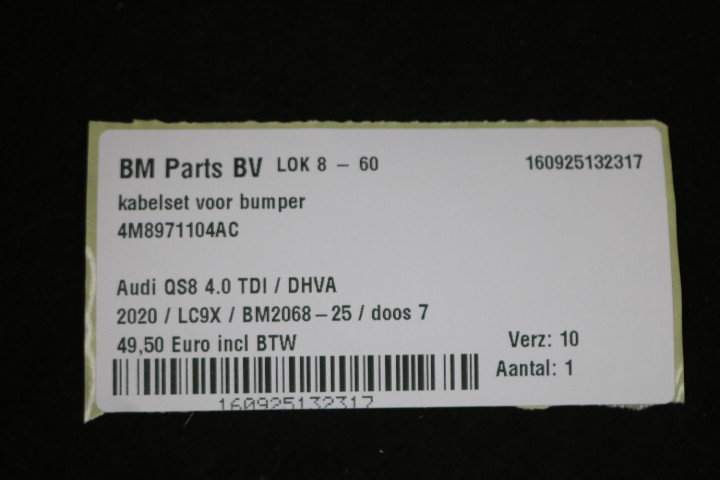 BM Parts BV LOK 8 – 60 160925132317
kabelset voor bumper
4M8971104AC
Audi QS8 4.0 TDI / DHVA
2020 / LC9X / BM2068–25 / doos 7
49,50 Euro incl BTW Verz: 10
Aantal: 1
160925132317